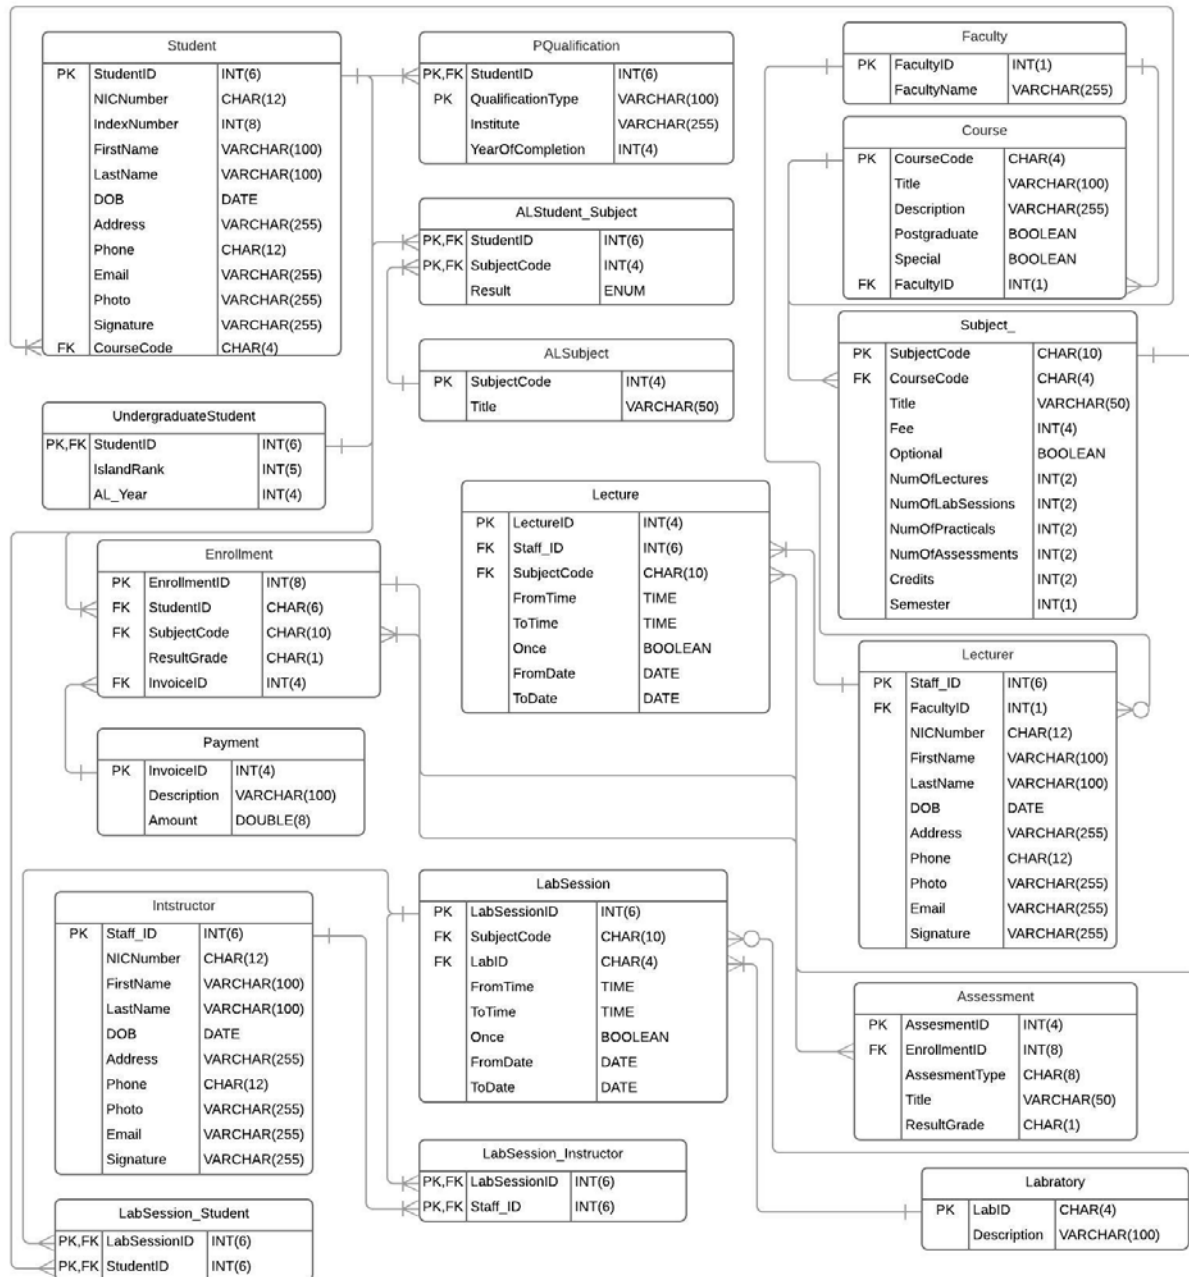 Student
PK StudentID INT(6)
NICNumber CHAR(12)
IndexNumber INT(8)
FirstName VARCHAR(100)
LastName VARCHAR(100)
DOB DATE
Address VARCHAR(255)
Phone CHAR(12)
Email VARCHAR(255)
Photo VARCHAR(255)
Signature VARCHAR(255)
FK CourseCode CHAR(4)
PQualification
PK,FK StudentID INT(6)
PK QualificationType VARCHAR(100)
Institute VARCHAR(255)
YearOfCompletion INT(4)
Faculty
PK FacultyID INT(1)
FacultyName VARCHAR(255)
Course
PK CourseCode CHAR(4)
Title VARCHAR(100)
Description VARCHAR(255)
Postgraduate BOOLEAN
Special BOOLEAN
FK FacultyID INT(1)
ALStudent_Subject
PK,FK StudentID INT(6)
PK,FK SubjectCode INT(4)
Result ENUM
ALSubject
PK SubjectCode INT(4)
Title VARCHAR(50)
Subject_
PK SubjectCode CHAR(10)
FK CourseCode CHAR(4)
Title VARCHAR(50)
Fee INT(4)
Optional BOOLEAN
NumOfLectures INT(2)
NumOfLabSessions INT(2)
NumOfPracticals INT(2)
NumOfAssessments INT(2)
Credits INT(2)
Semester INT(1)
UndergraduateStudent
PK,FK StudentID INT(6)
IslandRank INT(5)
AL_Year INT(4)
Lecture
PK LectureID INT(4)
FK Staff_ID INT(6)
FK SubjectCode CHAR(10)
FromTime TIME
ToTime TIME
Once BOOLEAN
FromDate DATE
ToDate DATE
Enrollment
PK EnrollmentID INT(8)
FK StudentID CHAR(6)
FK SubjectCode CHAR(10)
ResultGrade CHAR(1)
FK InvoiceID INT(4)
Lecturer
PK Staff_ID INT(6)
FK FacultyID INT(1)
NICNumber CHAR(12)
FirstName VARCHAR(100)
LastName VARCHAR(100)
DOB DATE
Address VARCHAR(255)
Phone CHAR(12)
Photo VARCHAR(255)
Email VARCHAR(255)
Signature VARCHAR(255)
Payment
PK InvoiceID INT(4)
Description VARCHAR(100)
Amount DOUBLE(8)
Intstructor
PK Staff_ID INT(6)
NICNumber CHAR(12)
FirstName VARCHAR(100)
LastName VARCHAR(100)
DOB DATE
Address VARCHAR(255)
Phone CHAR(12)
Photo VARCHAR(255)
Email VARCHAR(255)
Signature VARCHAR(255)
LabSession
PK LabSessionID INT(6)
FK SubjectCode CHAR(10)
FK LabID CHAR(4)
FromTime TIME
ToTime TIME
Once BOOLEAN
FromDate DATE
ToDate DATE
Assessment
PK AssesmentID INT(4)
FK EnrollmentID INT(8)
AssesmentType CHAR(8)
Title VARCHAR(50)
ResultGrade CHAR(1)
LabSession_Instructor
PK,FK LabSessionID INT(6)
PK,FK Staff_ID INT(6)
Labratory
PK LabID CHAR(4)
Description VARCHAR(100)
LabSession_Student
PK,FK LabSessionID INT(6)
PK,FK StudentID INT(6)